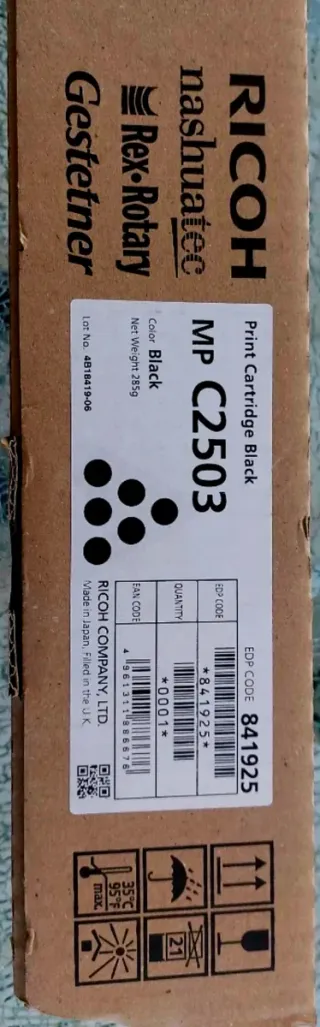 RICOH
nashuatec
Rex•Rotary
Gestetner
Print Cartridge Black
MP C2503
Color Black
Net Weight 285g
Lot No. 4B18419-06
EDP CODE 841925
EDP CODE
*841925*
QUANTITY
*0001*
EAN CODE
4 961311 886676
RICOH COMPANY, LTD.
Made in Japan, Filled in the U.K.
21
35°C
95°F
max.